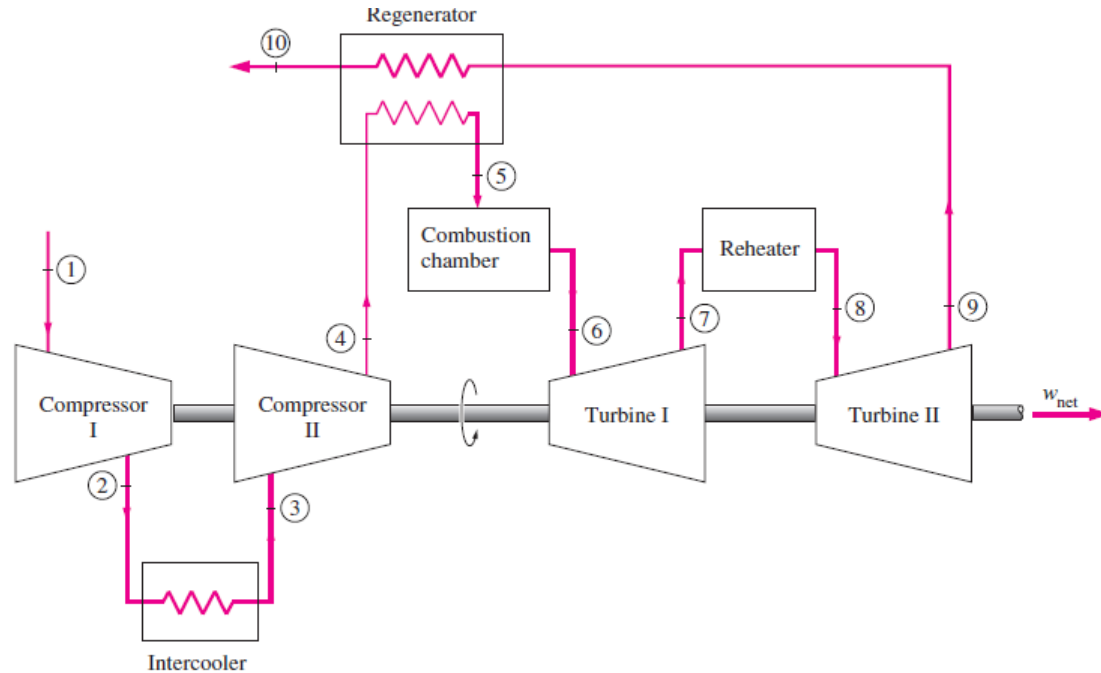 Regenerator
10
5
Combustion
chamber
Reheater
1
4
6
7
8
9
Compressor
I
Compressor
II
Turbine I
Turbine II
w_net
2
3
Intercooler